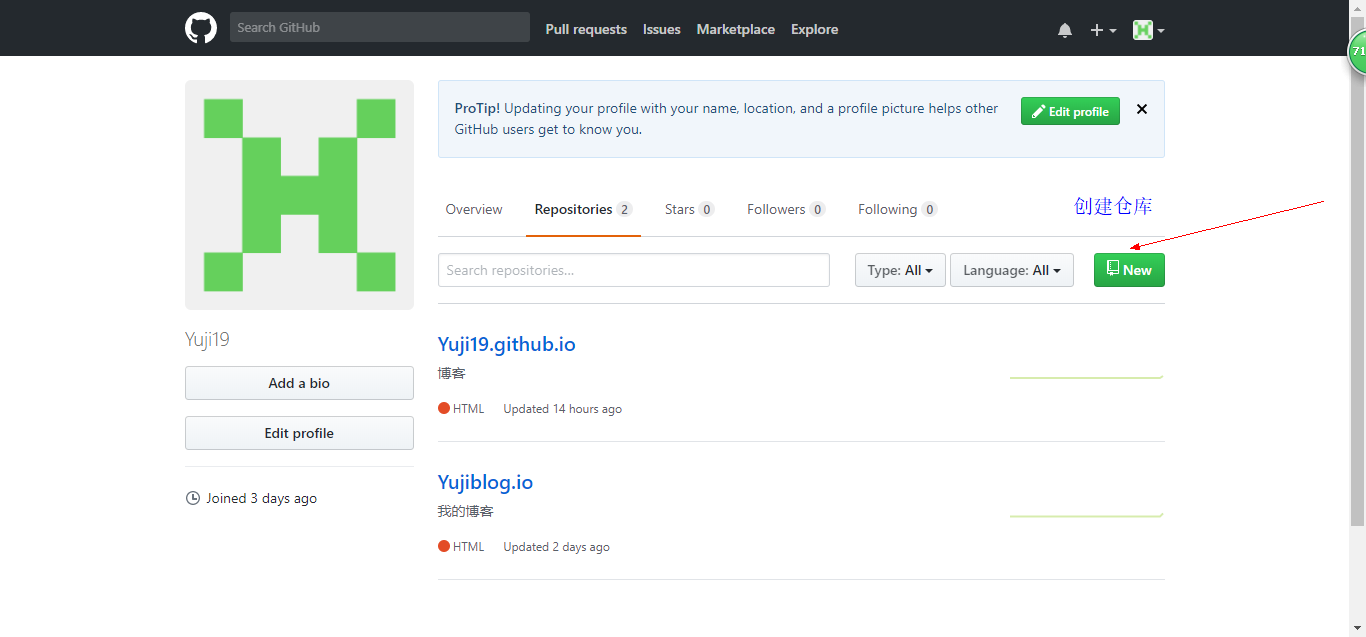 Search GitHub
Pull requests
Issues
Marketplace
Explore
71
ProTip! Updating your profile with your name, location, and a profile picture helps other
GitHub users get to know you.
Edit profile
Overview
Repositories 2
Stars 0
Followers 0
Following 0
创建仓库
Search repositories...
Type: All
Language: All
New
Yuji19
Add a bio
Edit profile
Joined 3 days ago
Yuji19.github.io
博客
HTML
Updated 14 hours ago
Yujiblog.io
我的博客
HTML
Updated 2 days ago